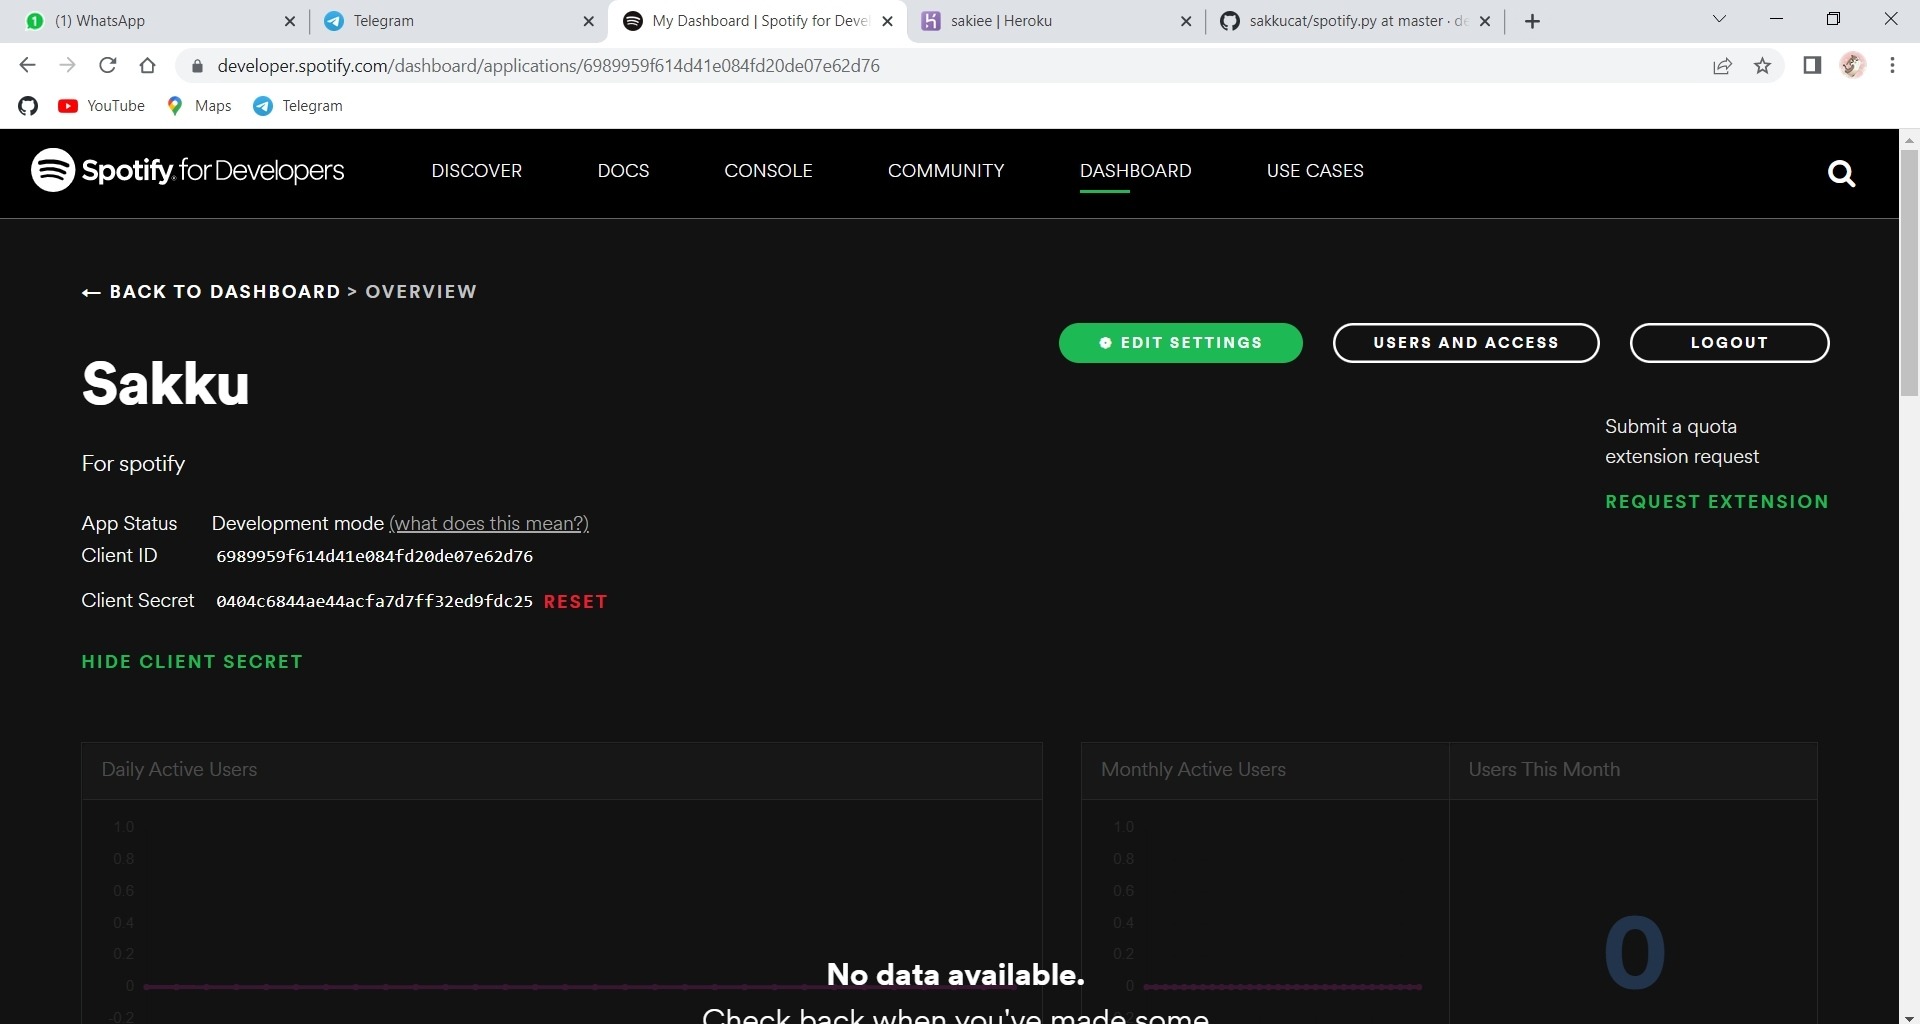 (1) WhatsApp
Telegram
My Dashboard | Spotify for Devel
sakiee | Heroku
sakkucat/spotify.py at master · de
developer.spotify.com/dashboard/applications/6989959f614d41e084fd20de07e62d76
YouTube
Maps
Telegram
Spotify for Developers
DISCOVER
DOCS
CONSOLE
COMMUNITY
DASHBOARD
USE CASES
← BACK TO DASHBOARD > OVERVIEW
EDIT SETTINGS
USERS AND ACCESS
LOGOUT
Sakku
Submit a quota
extension request
REQUEST EXTENSION
For spotify
App Status Development mode (what does this mean?)
Client ID 6989959f614d41e084fd20de07e62d76
Client Secret 0404c6844ae44acfa7d7ff32ed9fdc25 RESET
HIDE CLIENT SECRET
Daily Active Users
1.0
0.8
0.6
0.4
0.2
0
-0.2
Monthly Active Users
1.0
0.8
0.6
0.4
0.2
0
Users This Month
0
No data available.
Check back when you've made some